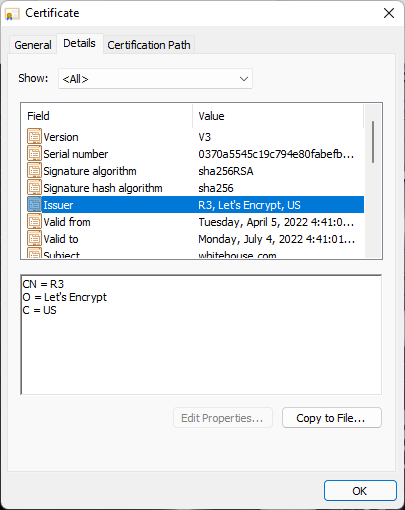 Certificate
General Details Certification Path
Show: <All>
Field Value
Version V3
Serial number 0370a5545c19c794e80fabefb...
Signature algorithm sha256RSA
Signature hash algorithm sha256
Issuer R3, Let's Encrypt, US
Valid from Tuesday, April 5, 2022 4:41:0...
Valid to Monday, July 4, 2022 4:41:01...
Subject whitehouse.com
CN = R3
O = Let's Encrypt
C = US
Edit Properties... Copy to File...
OK